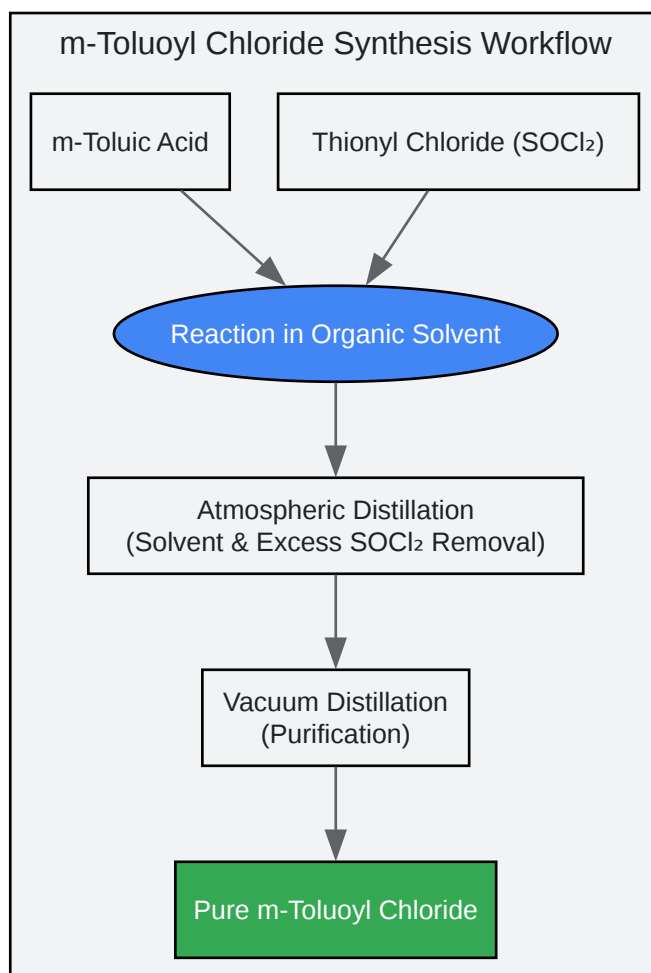 m-Toluoyl Chloride Synthesis Workflow
m-Toluic Acid
Thionyl Chloride (SOCl₂)
Reaction in Organic Solvent
Atmospheric Distillation
(Solvent & Excess SOCl₂ Removal)
Vacuum Distillation
(Purification)
Pure m-Toluoyl Chloride